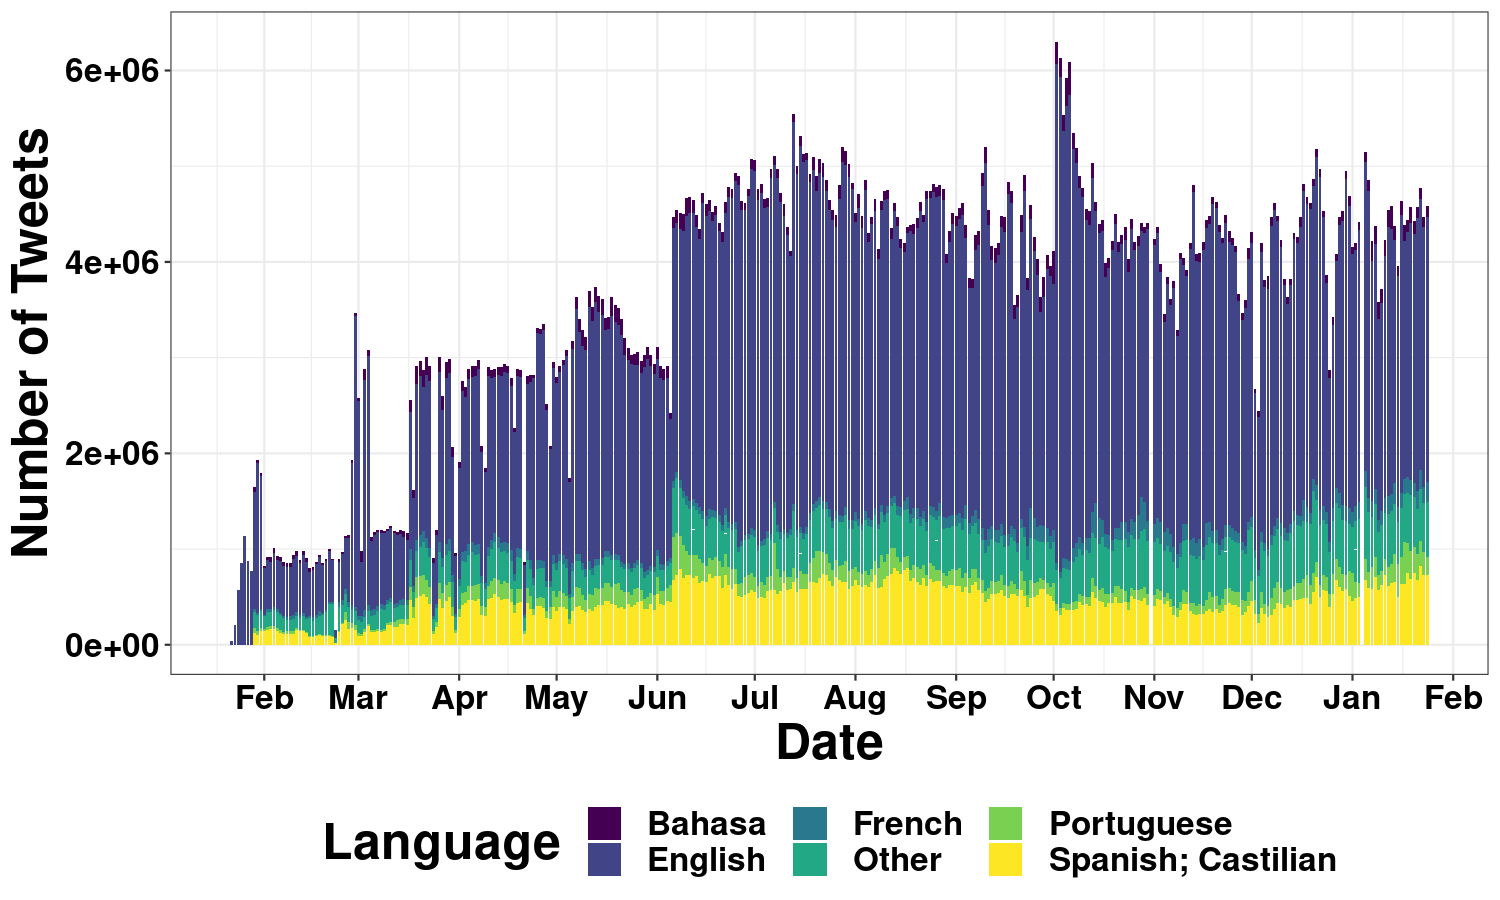 Number of Tweets
6e+06
4e+06
2e+06
0e+00
Feb Mar Apr May Jun Jul Aug Sep Oct Nov Dec Jan Feb
Date
Language
Bahasa French Portuguese
English Other Spanish; Castilian